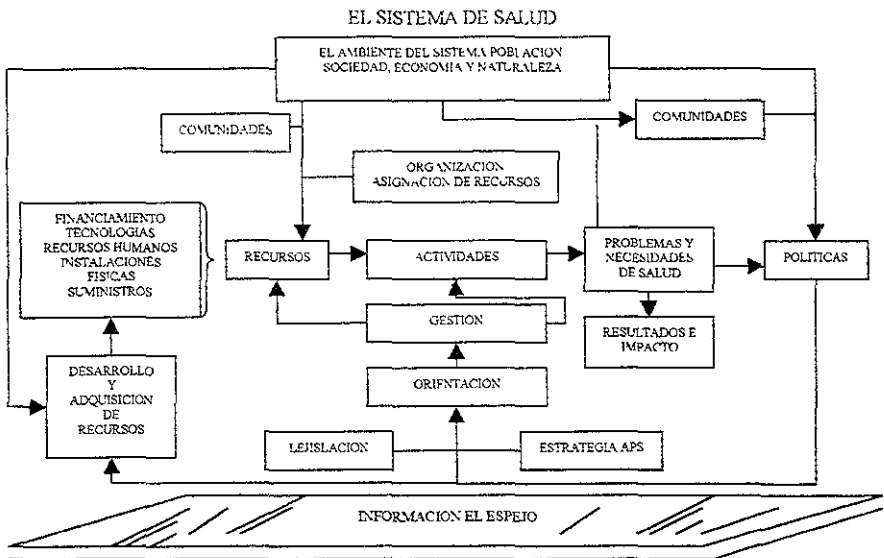 EL SISTEMA DE SALUD
EL AMBIENTE DEL SISTEMA POBLACION
SOCIEDAD, ECONOMIA Y NATURALEZA
COMUNIDADES
COMUNIDADES
ORGANIZACION
ASIGNACION DE RECURSOS
FINANCIAMIENTO
TECNOLOGIAS
RECURSOS HUMANOS
INSTALACIONES
FISICAS
SUMINISTROS
RECURSOS
ACTIVIDADES
PROBLEMAS Y
NECESIDADES
DE SALUD
POLITICAS
GESTION
RESULTADOS E
IMPACTO
DESARROLLO
Y
ADQUISICION
DE
RECURSOS
ORIENTACION
LEJISLACION
ESTRATEGIA APS
INFORMACION EL ESPEJO